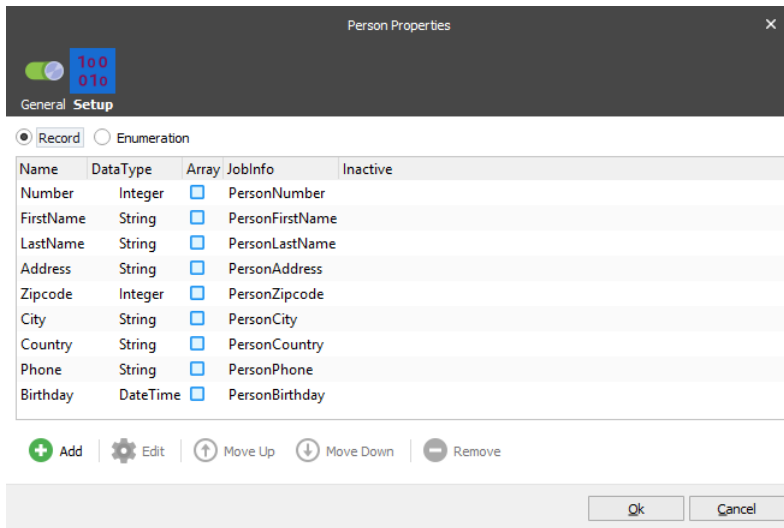 Person Properties
100
010
General Setup
Record Enumeration
Name DataType Array JobInfo Inactive
Number Integer PersonNumber
FirstName String PersonFirstName
LastName String PersonLastName
Address String PersonAddress
Zipcode Integer PersonZipcode
City String PersonCity
Country String PersonCountry
Phone String PersonPhone
Birthday DateTime PersonBirthday
Add Edit Move Up Move Down Remove
Ok Cancel